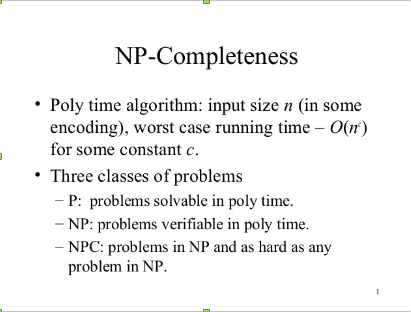 NP-Completeness
• Poly time algorithm: input size n (in some
encoding), worst case running time – O(nᶜ)
for some constant c.
• Three classes of problems
– P: problems solvable in poly time.
– NP: problems verifiable in poly time.
– NPC: problems in NP and as hard as any
problem in NP.
1